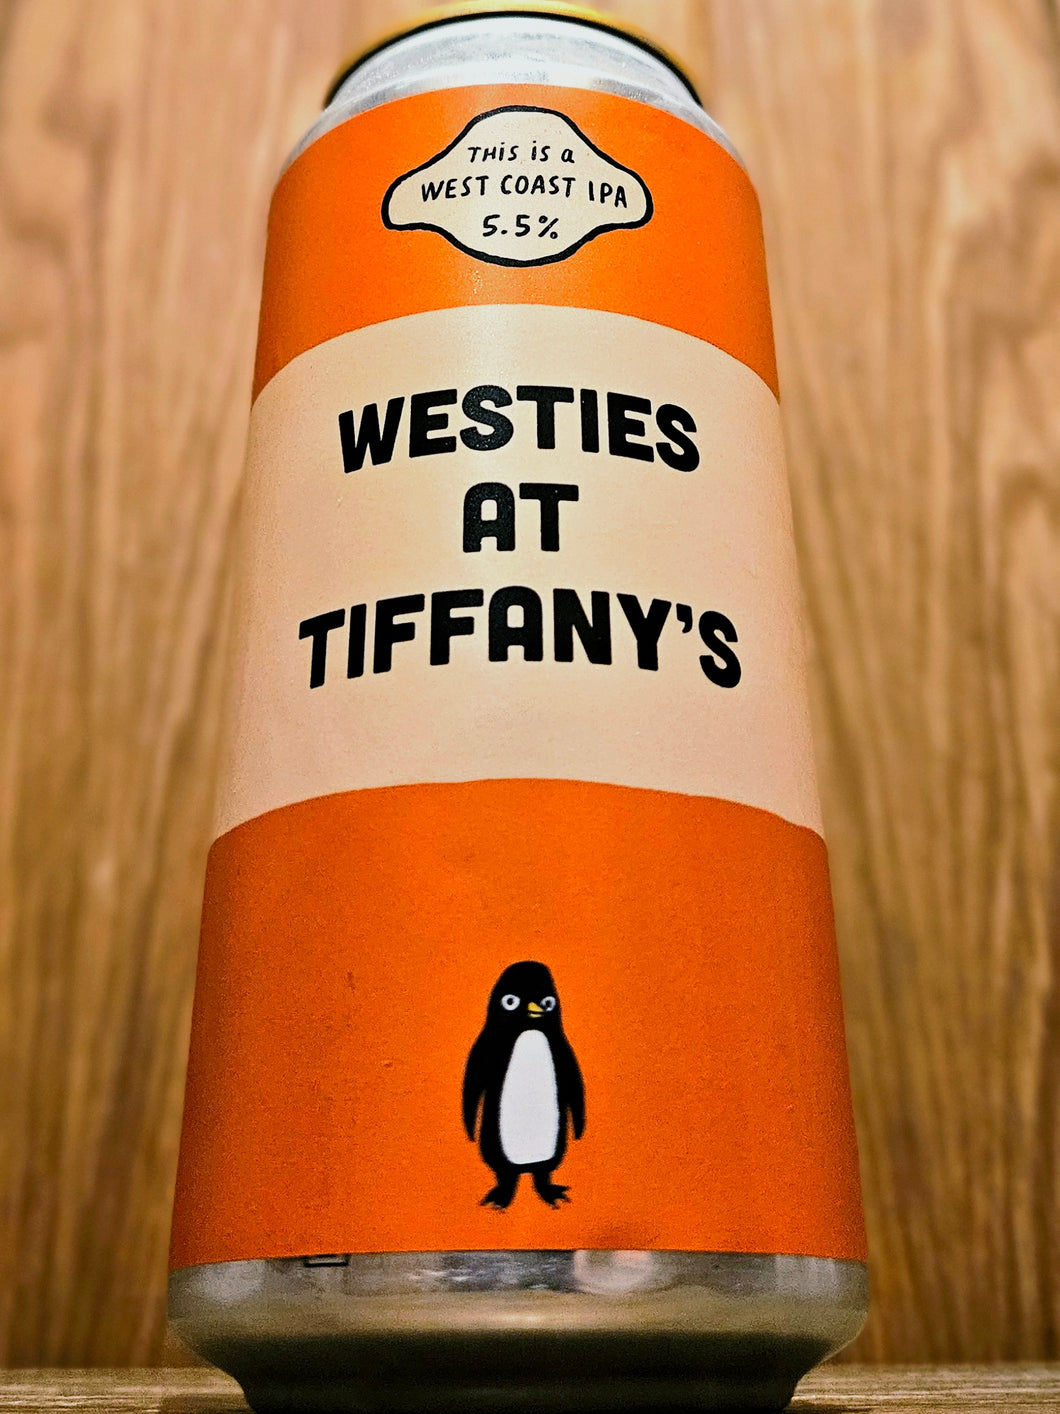 THIS is a
WEST COAST IPA
5.5%
WESTIES
AT
TIFFANY'S